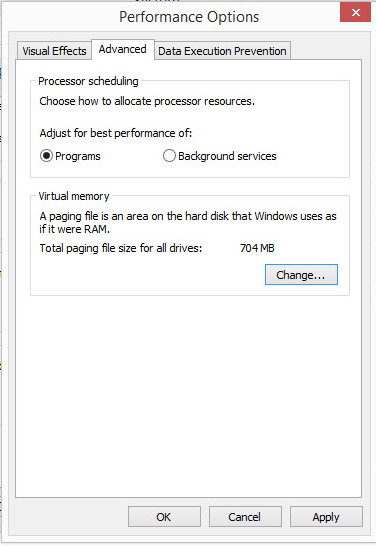 Performance Options
Visual Effects Advanced Data Execution Prevention
Processor scheduling
Choose how to allocate processor resources.
Adjust for best performance of:
Programs Background services
Virtual memory
A paging file is an area on the hard disk that Windows uses as
if it were RAM.
Total paging file size for all drives: 704 MB
Change...
OK Cancel Apply